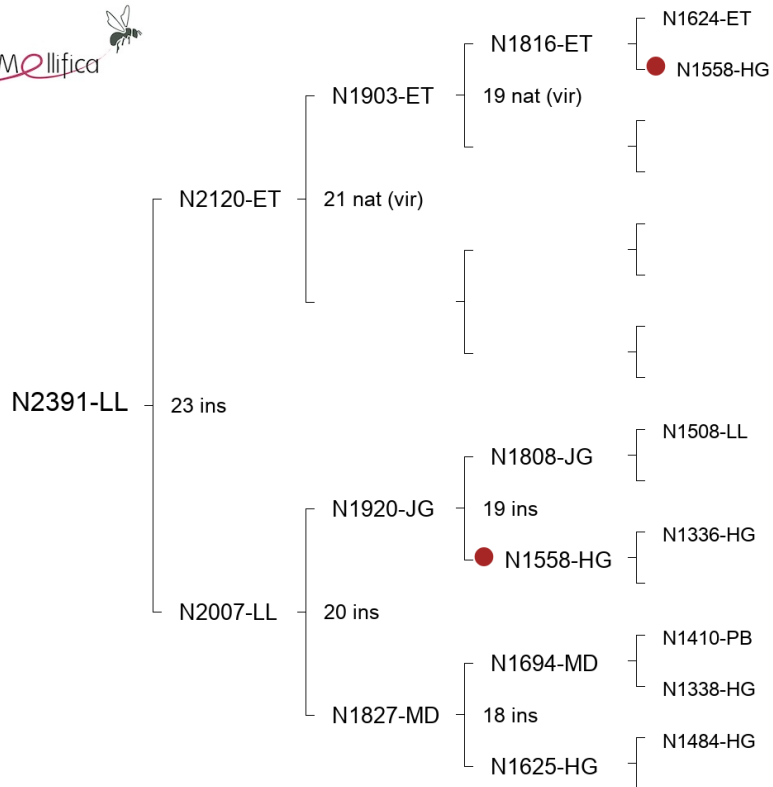 Mellifica
N1624-ET
N1816-ET
N1558-HG
N1903-ET
19 nat (vir)
N2120-ET
21 nat (vir)
N2391-LL
23 ins
N1508-LL
N1808-JG
N1920-JG
19 ins
N1336-HG
N1558-HG
N2007-LL
20 ins
N1410-PB
N1694-MD
N1338-HG
N1827-MD
18 ins
N1484-HG
N1625-HG